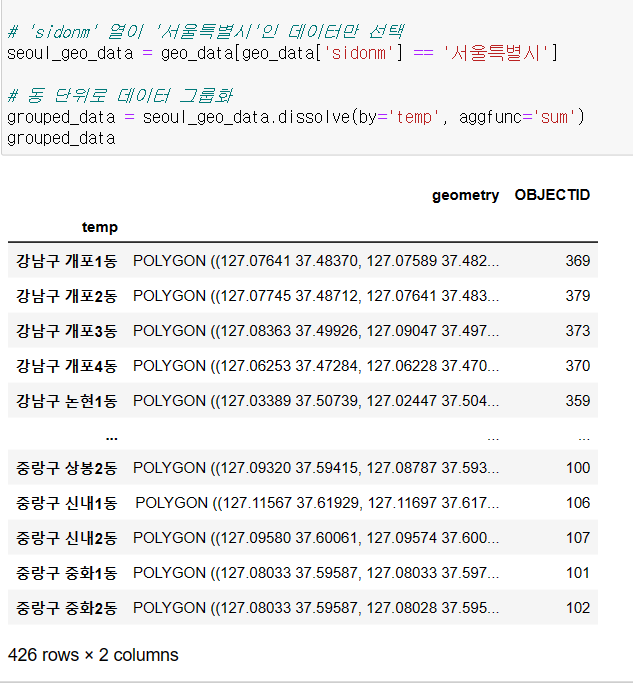 # 'sidonm' 열이 '서울특별시'인 데이터만 선택
seoul_geo_data = geo_data[geo_data['sidonm'] == '서울특별시']
# 동 단위로 데이터 그룹화
grouped_data = seoul_geo_data.dissolve(by='temp', aggfunc='sum')
grouped_data
geometry OBJECTID
temp
강남구 개포1동 POLYGON ((127.07641 37.48370, 127.07589 37.482... 369
강남구 개포2동 POLYGON ((127.07745 37.48712, 127.07641 37.483... 379
강남구 개포3동 POLYGON ((127.08363 37.49926, 127.09047 37.497... 373
강남구 개포4동 POLYGON ((127.06253 37.47284, 127.06228 37.470... 370
강남구 논현1동 POLYGON ((127.03389 37.50739, 127.02447 37.504... 359
... ... ...
중랑구 상봉2동 POLYGON ((127.09320 37.59415, 127.08787 37.593... 100
중랑구 신내1동 POLYGON ((127.11567 37.61929, 127.11697 37.617... 106
중랑구 신내2동 POLYGON ((127.09580 37.60061, 127.09574 37.600... 107
중랑구 중화1동 POLYGON ((127.08033 37.59587, 127.08033 37.597... 101
중랑구 중화2동 POLYGON ((127.08033 37.59587, 127.08028 37.595... 102
426 rows × 2 columns